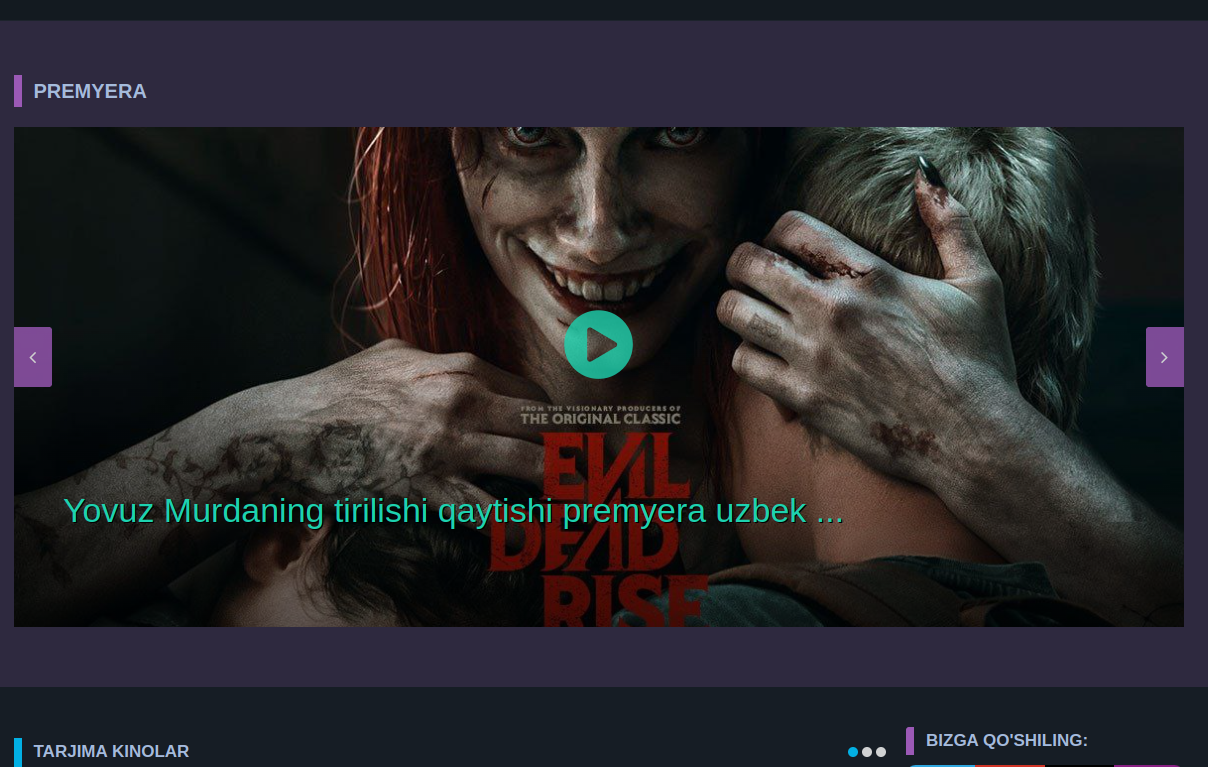 PREMYERA
FROM THE VISIONARY PRODUCERS OF
THE ORIGINAL CLASSIC
EVIL
Yovuz Murdaning tirilishi qaytishi premyera uzbek ...
DEAD
RISE
TARJIMA KINOLAR
BIZGA QO'SHILING: